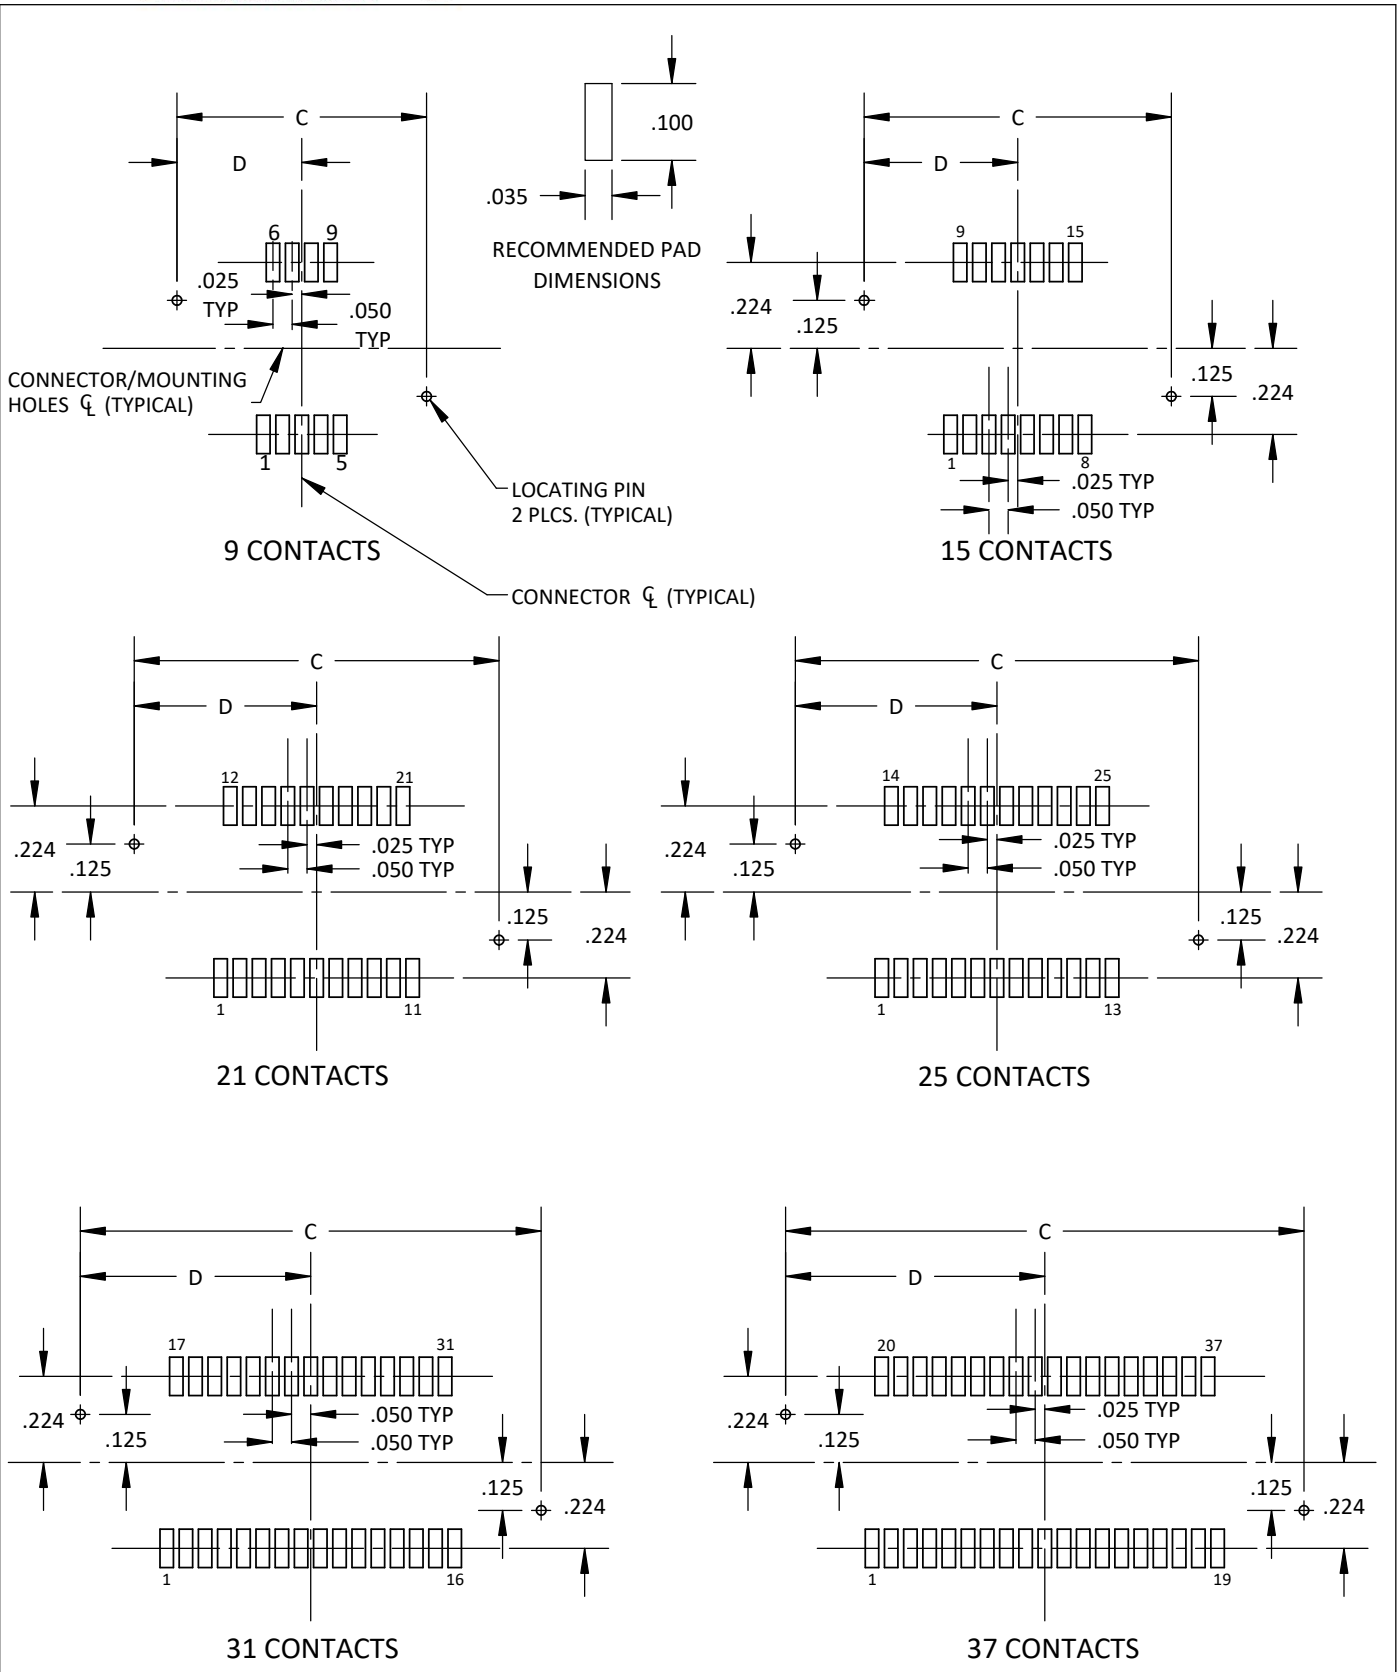 C
D
.100
.035
RECOMMENDED PAD
DIMENSIONS
6 9
.025
TYP
.050
TYP
CONNECTOR/MOUNTING
HOLES ℄ (TYPICAL)
1 5
LOCATING PIN
2 PLCS. (TYPICAL)
9 CONTACTS
CONNECTOR ℄ (TYPICAL)
C
D
9 15
.224
.125
.125
.224
1 8
.025 TYP
.050 TYP
15 CONTACTS
C
D
12 21
.025 TYP
.224
.125
.050 TYP
.125
.224
1 11
21 CONTACTS
C
D
14 25
.025 TYP
.224
.125
.050 TYP
.125
.224
1 13
25 CONTACTS
C
D
17 31
.050 TYP
.224
.125
.050 TYP
.125
.224
1 16
31 CONTACTS
C
D
20 37
.025 TYP
.224
.125
.050 TYP
.125
.224
1 19
37 CONTACTS